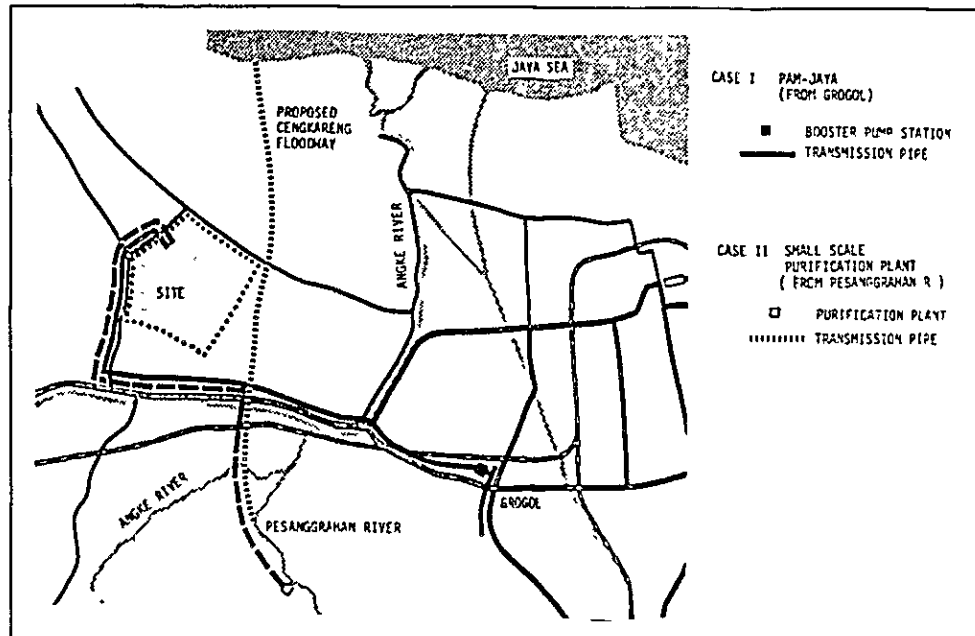 JAYA SEA
PROPOSED
CENGKARENG
FLOODWAY
ANGKE RIVER
SITE
ANGKE RIVER
PESANGGRAHAN RIVER
GROGOL
CASE I PAM-JAYA
(FROM GROGOL)
BOOSTER PUMP STATION
TRANSMISSION PIPE
CASE II SMALL SCALE
PURIFICATION PLANT
(FROM PESANGGRAHAN R.)
PURIFICATION PLANT
TRANSMISSION PIPE